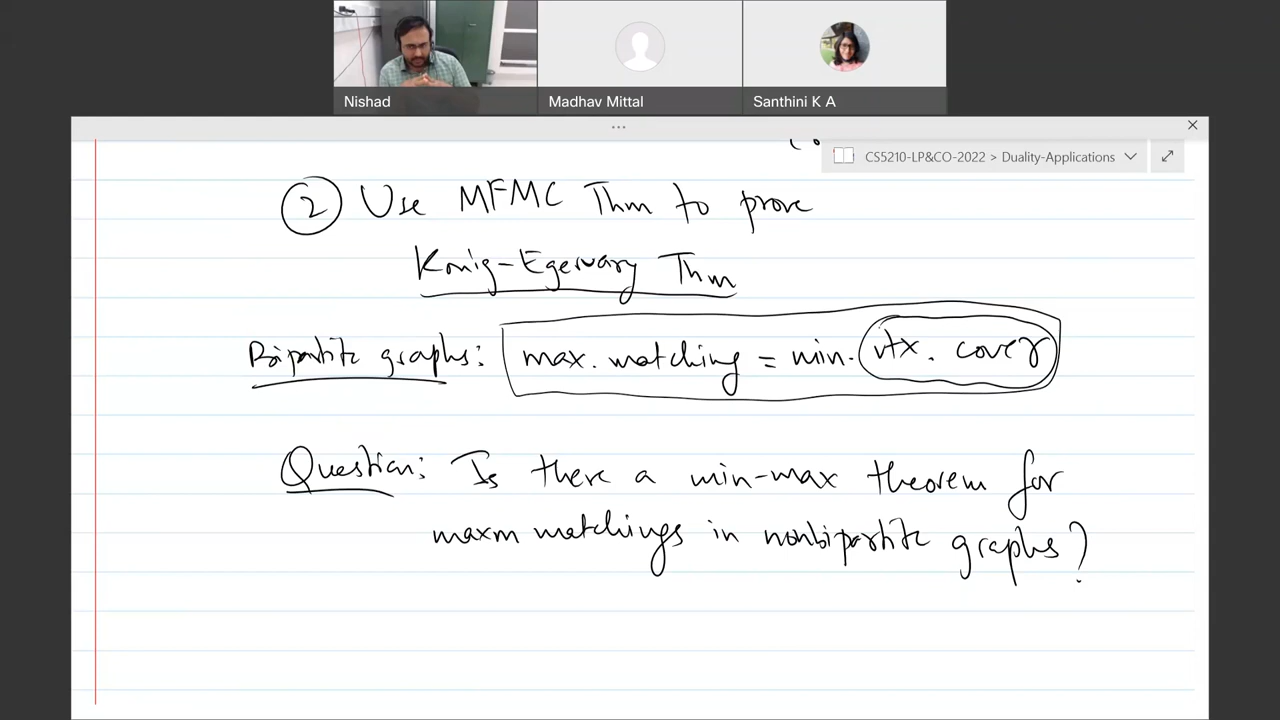 Nishad
Madhav Mittal
Santhini K A
CS5210-LP&CO-2022 > Duality-Applications
2 Use MFMC Thm to prove
Konig-Egervary Thm
Bipartite graphs: max. matching = min. vtx. cover
Question: Is there a min-max theorem for
maxm matchings in nonbipartite graphs?